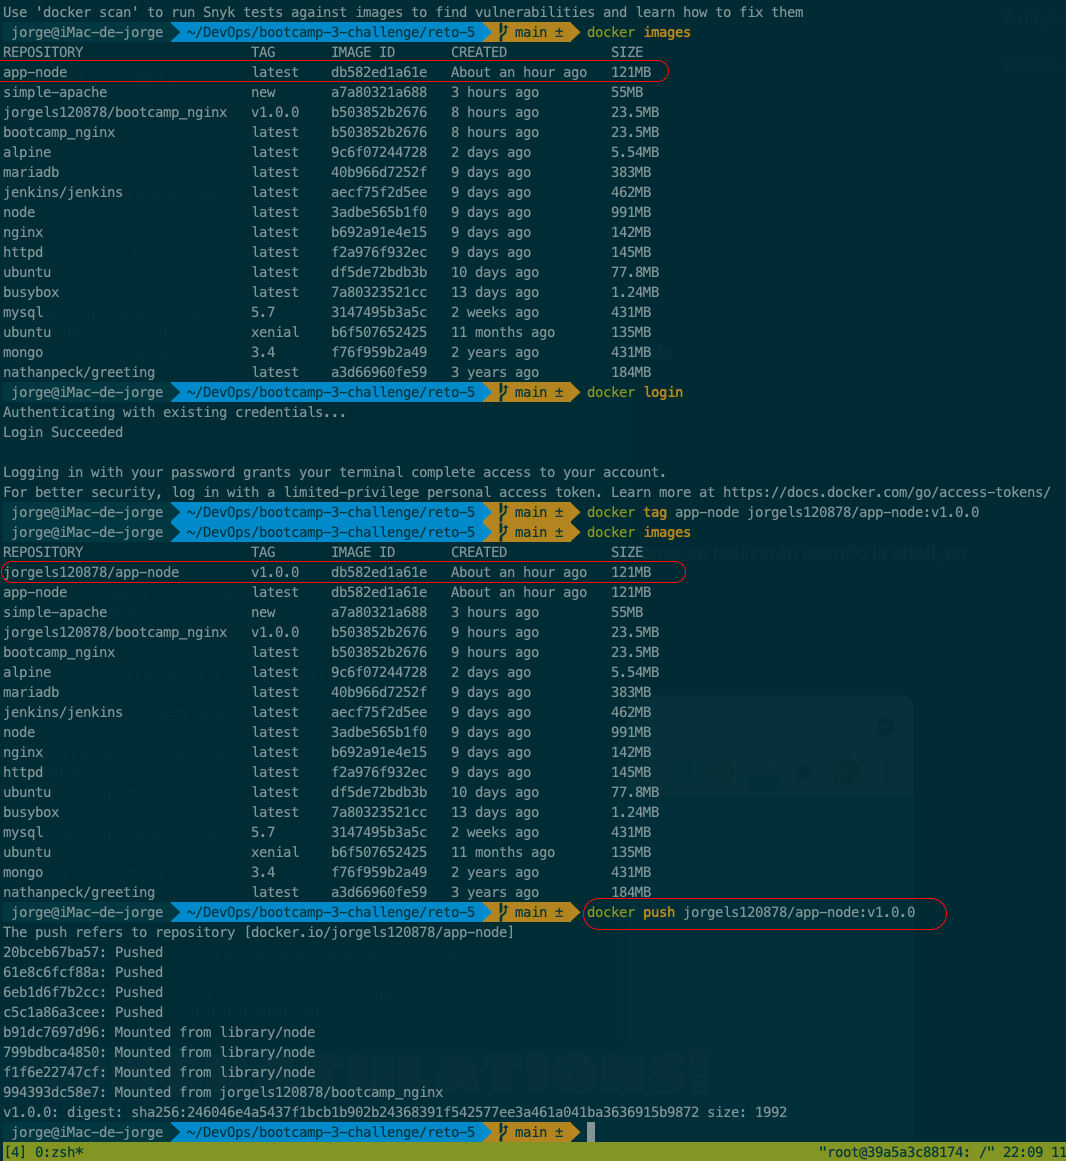 Use 'docker scan' to run Snyk tests against images to find vulnerabilities and learn how to fix them
jorge@iMac-de-jorge ~/DevOps/bootcamp-3-challenge/reto-5 main ± docker images
REPOSITORY TAG IMAGE ID CREATED SIZE
app-node latest db582ed1a61e About an hour ago 121MB
simple-apache new a7a80321a688 3 hours ago 55MB
jorgels120878/bootcamp_nginx v1.0.0 b503852b2676 8 hours ago 23.5MB
bootcamp_nginx latest b503852b2676 8 hours ago 23.5MB
alpine latest 9c6f07244728 2 days ago 5.54MB
mariadb latest 40b966d7252f 9 days ago 383MB
jenkins/jenkins latest aecf75f2d5ee 9 days ago 462MB
node latest 3adbe565b1f0 9 days ago 991MB
nginx latest b692a91e4e15 9 days ago 142MB
httpd latest f2a976f932ec 9 days ago 145MB
ubuntu latest df5de72bdb3b 10 days ago 77.8MB
busybox latest 7a80323521cc 13 days ago 1.24MB
mysql 5.7 3147495b3a5c 2 weeks ago 431MB
ubuntu xenial b6f507652425 11 months ago 135MB
mongo 3.4 f76f959b2a49 2 years ago 431MB
nathanpeck/greeting latest a3d66960fe59 3 years ago 184MB
jorge@iMac-de-jorge ~/DevOps/bootcamp-3-challenge/reto-5 main ± docker login
Authenticating with existing credentials...
Login Succeeded
Logging in with your password grants your terminal complete access to your account.
For better security, log in with a limited-privilege personal access token. Learn more at https://docs.docker.com/go/access-tokens/
jorge@iMac-de-jorge ~/DevOps/bootcamp-3-challenge/reto-5 main ± docker tag app-node jorgels120878/app-node:v1.0.0
jorge@iMac-de-jorge ~/DevOps/bootcamp-3-challenge/reto-5 main ± docker images
REPOSITORY TAG IMAGE ID CREATED SIZE
jorgels120878/app-node v1.0.0 db582ed1a61e About an hour ago 121MB
app-node latest db582ed1a61e About an hour ago 121MB
simple-apache new a7a80321a688 3 hours ago 55MB
jorgels120878/bootcamp_nginx v1.0.0 b503852b2676 9 hours ago 23.5MB
bootcamp_nginx latest b503852b2676 9 hours ago 23.5MB
alpine latest 9c6f07244728 2 days ago 5.54MB
mariadb latest 40b966d7252f 9 days ago 383MB
jenkins/jenkins latest aecf75f2d5ee 9 days ago 462MB
node latest 3adbe565b1f0 9 days ago 991MB
nginx latest b692a91e4e15 9 days ago 142MB
httpd latest f2a976f932ec 9 days ago 145MB
ubuntu latest df5de72bdb3b 10 days ago 77.8MB
busybox latest 7a80323521cc 13 days ago 1.24MB
mysql 5.7 3147495b3a5c 2 weeks ago 431MB
ubuntu xenial b6f507652425 11 months ago 135MB
mongo 3.4 f76f959b2a49 2 years ago 431MB
nathanpeck/greeting latest a3d66960fe59 3 years ago 184MB
jorge@iMac-de-jorge ~/DevOps/bootcamp-3-challenge/reto-5 main ± docker push jorgels120878/app-node:v1.0.0
The push refers to repository [docker.io/jorgels120878/app-node]
20bceb67ba57: Pushed
61e8c6fcf88a: Pushed
6eb1d6f7b2cc: Pushed
c5c1a86a3cee: Pushed
b91dc7697d96: Mounted from library/node
799bdbca4850: Mounted from library/node
f1f6e22747cf: Mounted from library/node
994393dc58e7: Mounted from jorgels120878/bootcamp_nginx
v1.0.0: digest: sha256:246046e4a5437f1bcb1b902b24368391f542577ee3a461a041ba3636915b9872 size: 1992
jorge@iMac-de-jorge ~/DevOps/bootcamp-3-challenge/reto-5 main ±
[4] 0:zsh* "root@39a5a3c88174: /" 22:09 11